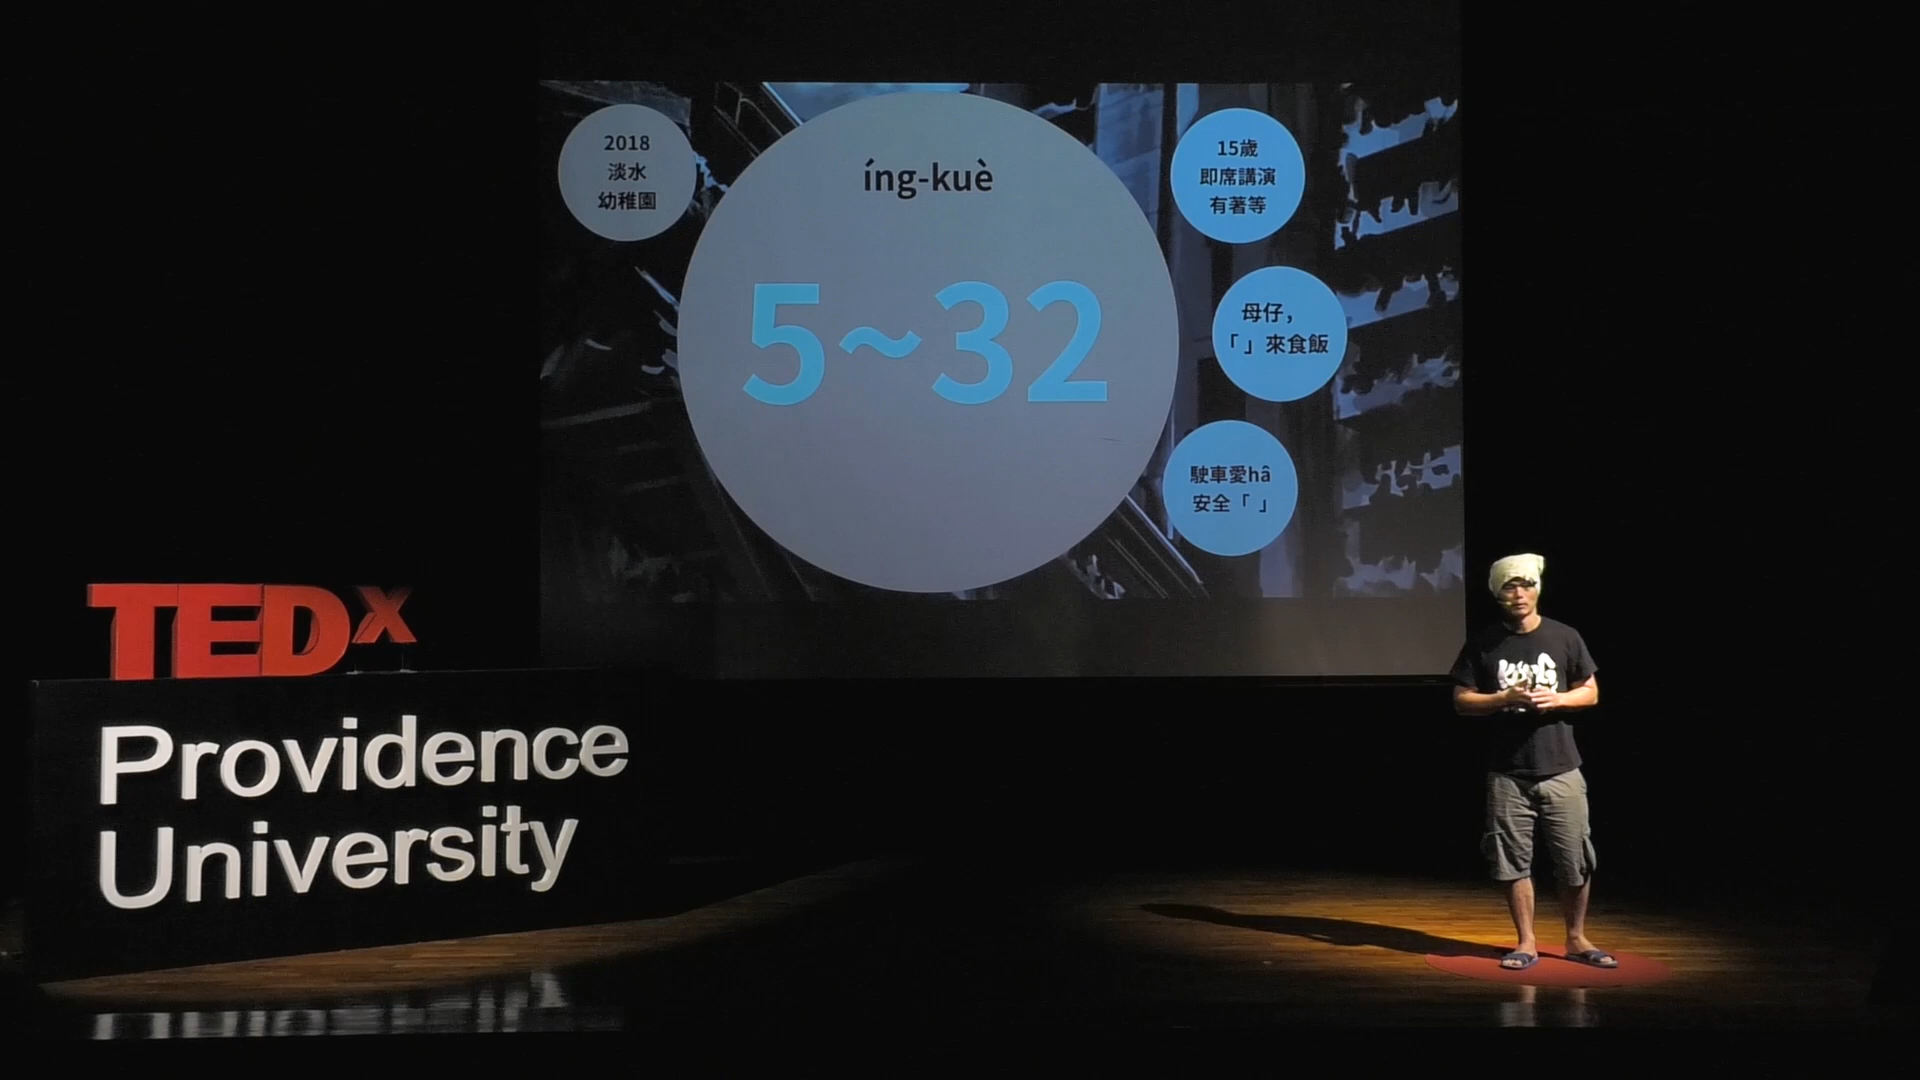 2018
淡水
幼稚園
íng-kuè
5~32
15歲
即席講演
有著等
母仔，
「 」來食飯
駛車愛hâ
安全「 」
TEDx
Providence
University